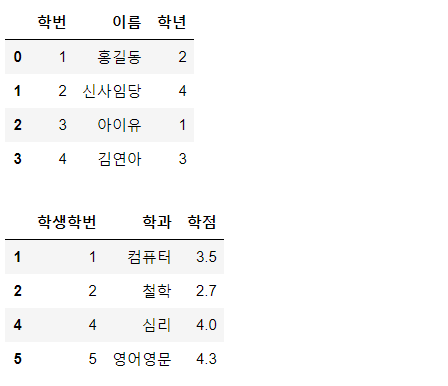 학번 이름 학년
0 1 홍길동 2
1 2 신사임당 4
2 3 아이유 1
3 4 김연아 3
학생학번 학과 학점
1 1 컴퓨터 3.5
2 2 철학 2.7
4 4 심리 4.0
5 5 영어영문 4.3